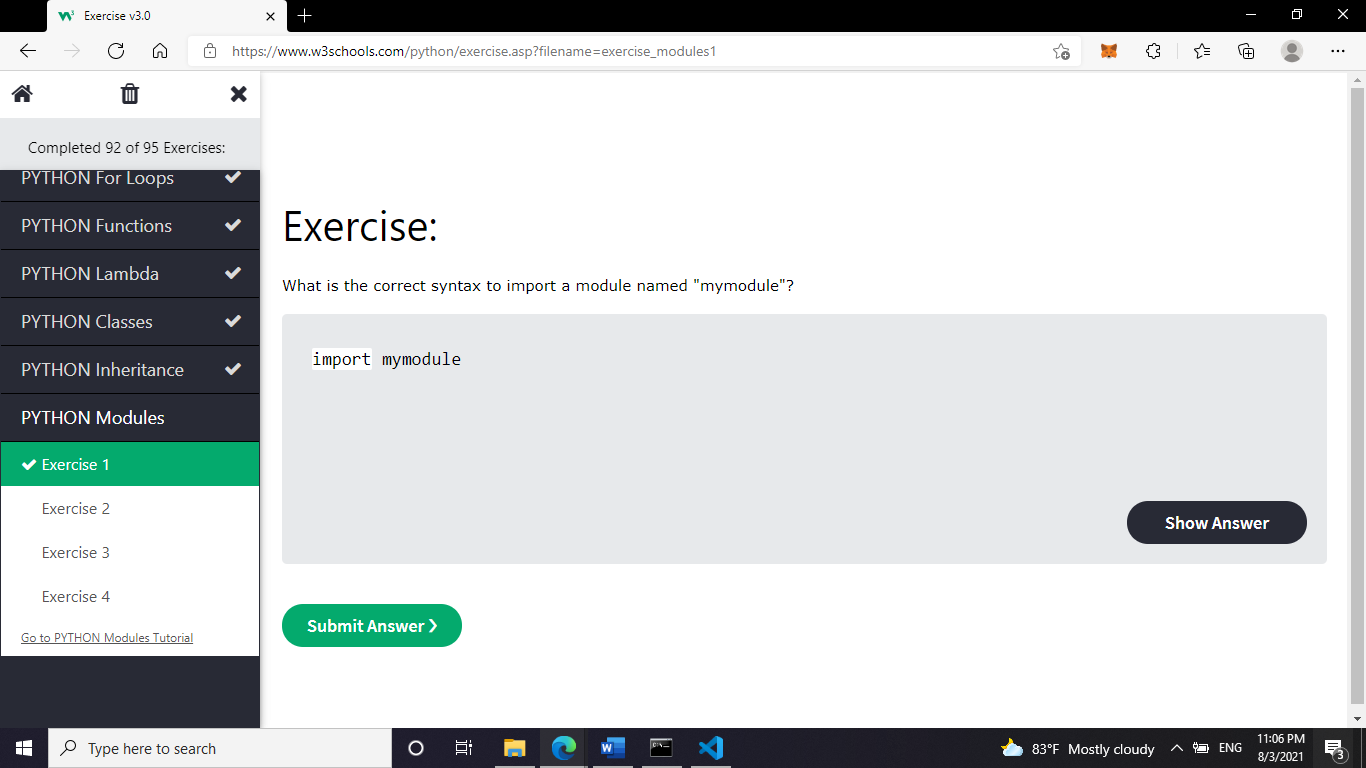 Exercise v3.0
https://www.w3schools.com/python/exercise.asp?filename=exercise_modules1
Completed 92 of 95 Exercises:
PYTHON For Loops
PYTHON Functions
PYTHON Lambda
PYTHON Classes
PYTHON Inheritance
PYTHON Modules
Exercise 1
Exercise 2
Exercise 3
Exercise 4
Go to PYTHON Modules Tutorial
Exercise:
What is the correct syntax to import a module named "mymodule"?
import mymodule
Show Answer
Submit Answer ❯
Type here to search
83°F Mostly cloudy
ENG
11:06 PM
8/3/2021
3